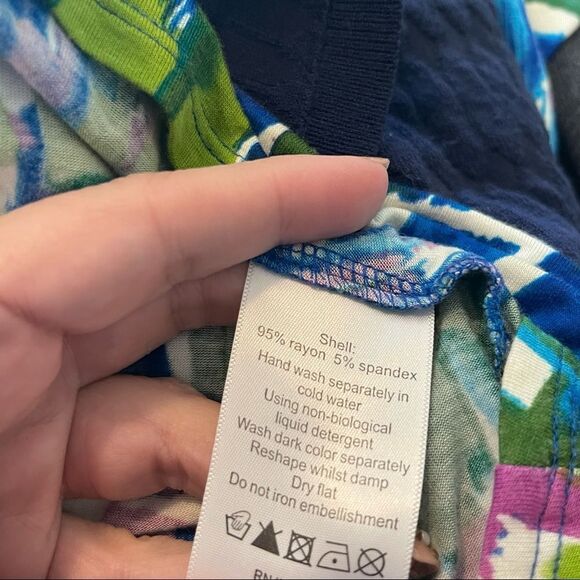 Shell:
95% rayon 5% spandex
Hand wash separately in
cold water
Using non-biological
liquid detergent
Wash dark color separately
Reshape whilst damp
Dry flat
Do not iron embellishment